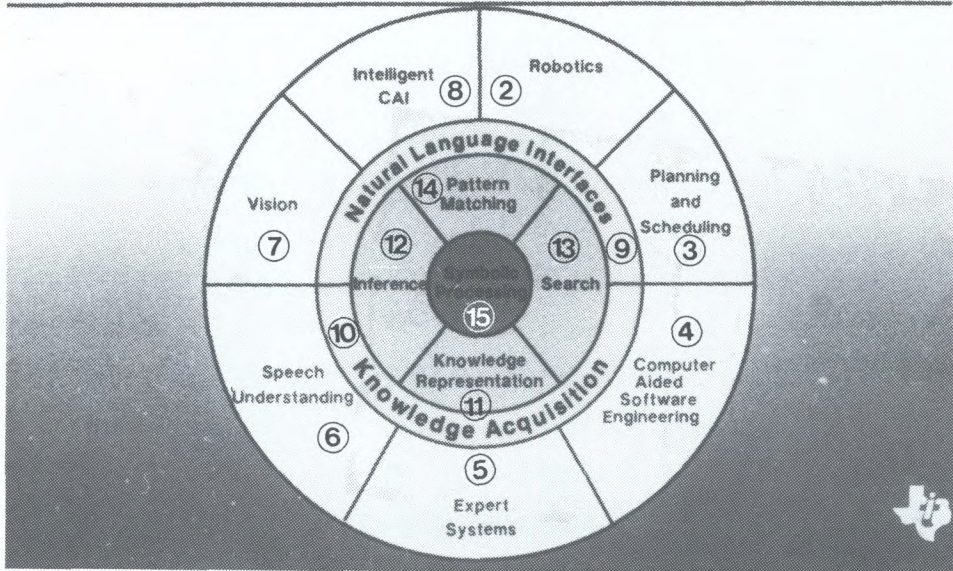 Intelligent
CAI
8
2
Robotics
Natural Language Interfaces
14
Pattern
Matching
Planning
and
Scheduling
3
Vision
7
12
Inference
13
Search
9
Symbolic
Processing
15
10
Knowledge
Representation
11
Knowledge Acquisition
4
Computer
Aided
Software
Engineering
Speech
Understanding
6
5
Expert
Systems
ti